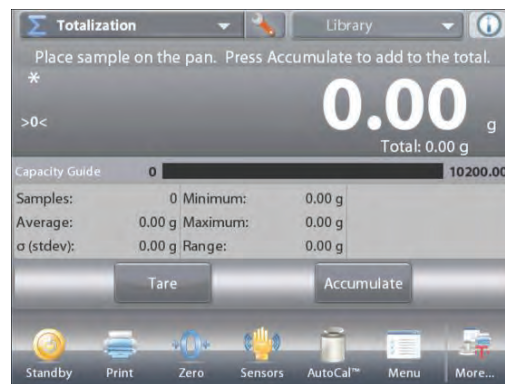 Σ Totalization Library
Place sample on the pan. Press Accumulate to add to the total.
*
0.00 g
>0<
Total: 0.00 g
Capacity Guide 0 10200.00
Samples: 0 Minimum: 0.00 g
Average: 0.00 g Maximum: 0.00 g
σ (stdev): 0.00 g Range: 0.00 g
Tare Accumulate
Standby Print Zero Sensors AutoCal™ Menu More...